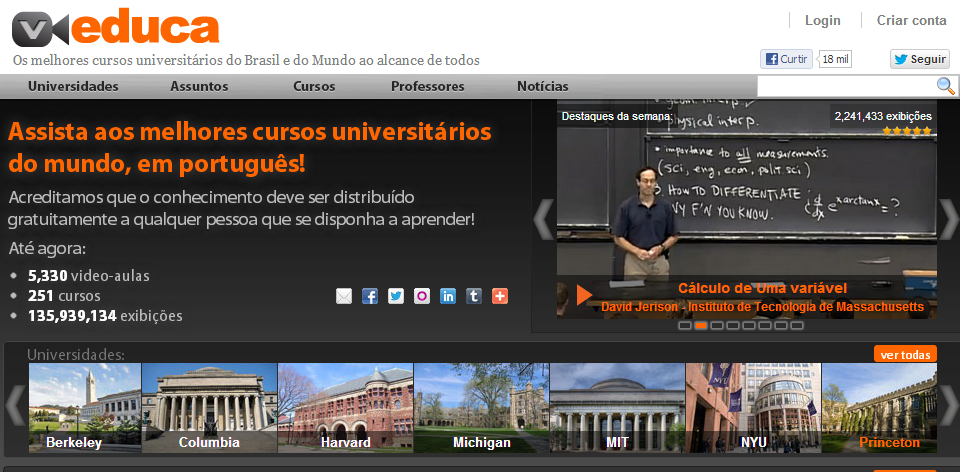 veduca
Os melhores cursos universitários do Brasil e do Mundo ao alcance de todos
Login
Criar conta
Curtir
18 mil
Seguir
Universidades
Assuntos
Cursos
Professores
Notícias
Assista aos melhores cursos universitários
do mundo, em português!
Acreditamos que o conhecimento deve ser distribuído
gratuitamente a qualquer pessoa que se disponha a aprender!
Até agora:
5,330 video-aulas
251 cursos
135,939,134 exibições
Destaques da semana:
2,241,433 exibições
physical interp.
• importance to all measurements.
(sci, eng, econ, polit.sci)
HOW TO DIFFERENTIATE
F'N YOU KNOW.
d/dx e^x arctan x = ?
Cálculo de Uma variável
David Jerison - Instituto de Tecnologia de Massachusetts
Universidades:
ver todas
Berkeley
Columbia
Harvard
Michigan
MIT
NYU
Princeton